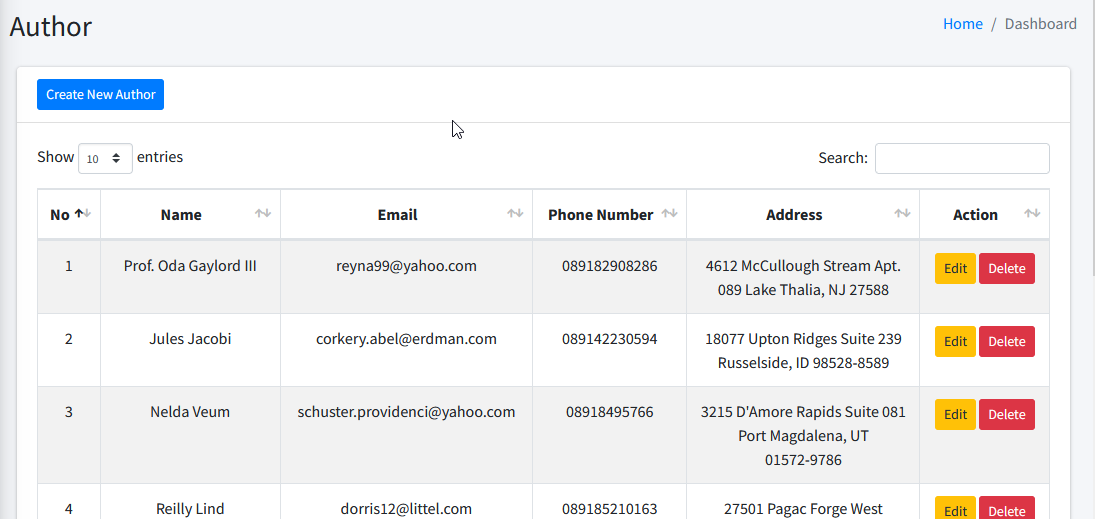 Author
Home / Dashboard
Create New Author
Show 10 entries
Search:
No Name Email Phone Number Address Action
1 Prof. Oda Gaylord III reyna99@yahoo.com 089182908286 4612 McCullough Stream Apt. Edit Delete
089 Lake Thalia, NJ 27588
2 Jules Jacobi corkery.abel@erdman.com 089142230594 18077 Upton Ridges Suite 239 Edit Delete
Russelside, ID 98528-8589
3 Nelda Veum schuster.providenci@yahoo.com 08918495766 3215 D'Amore Rapids Suite 081 Edit Delete
Port Magdalena, UT
01572-9786
4 Reilly Lind dorris12@littel.com 089185210163 27501 Pagac Forge West Edit Delete